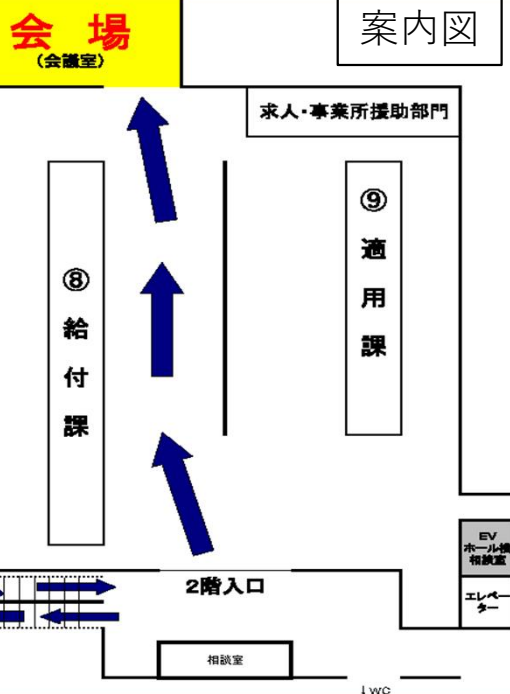 会 場
(会議室)
案内図
求人・事業所援助部門
⑧
給
付
課
⑨
適
用
課
EV
ホール横
相談室
エレベー
ター
2階入口
相談室
↓WC